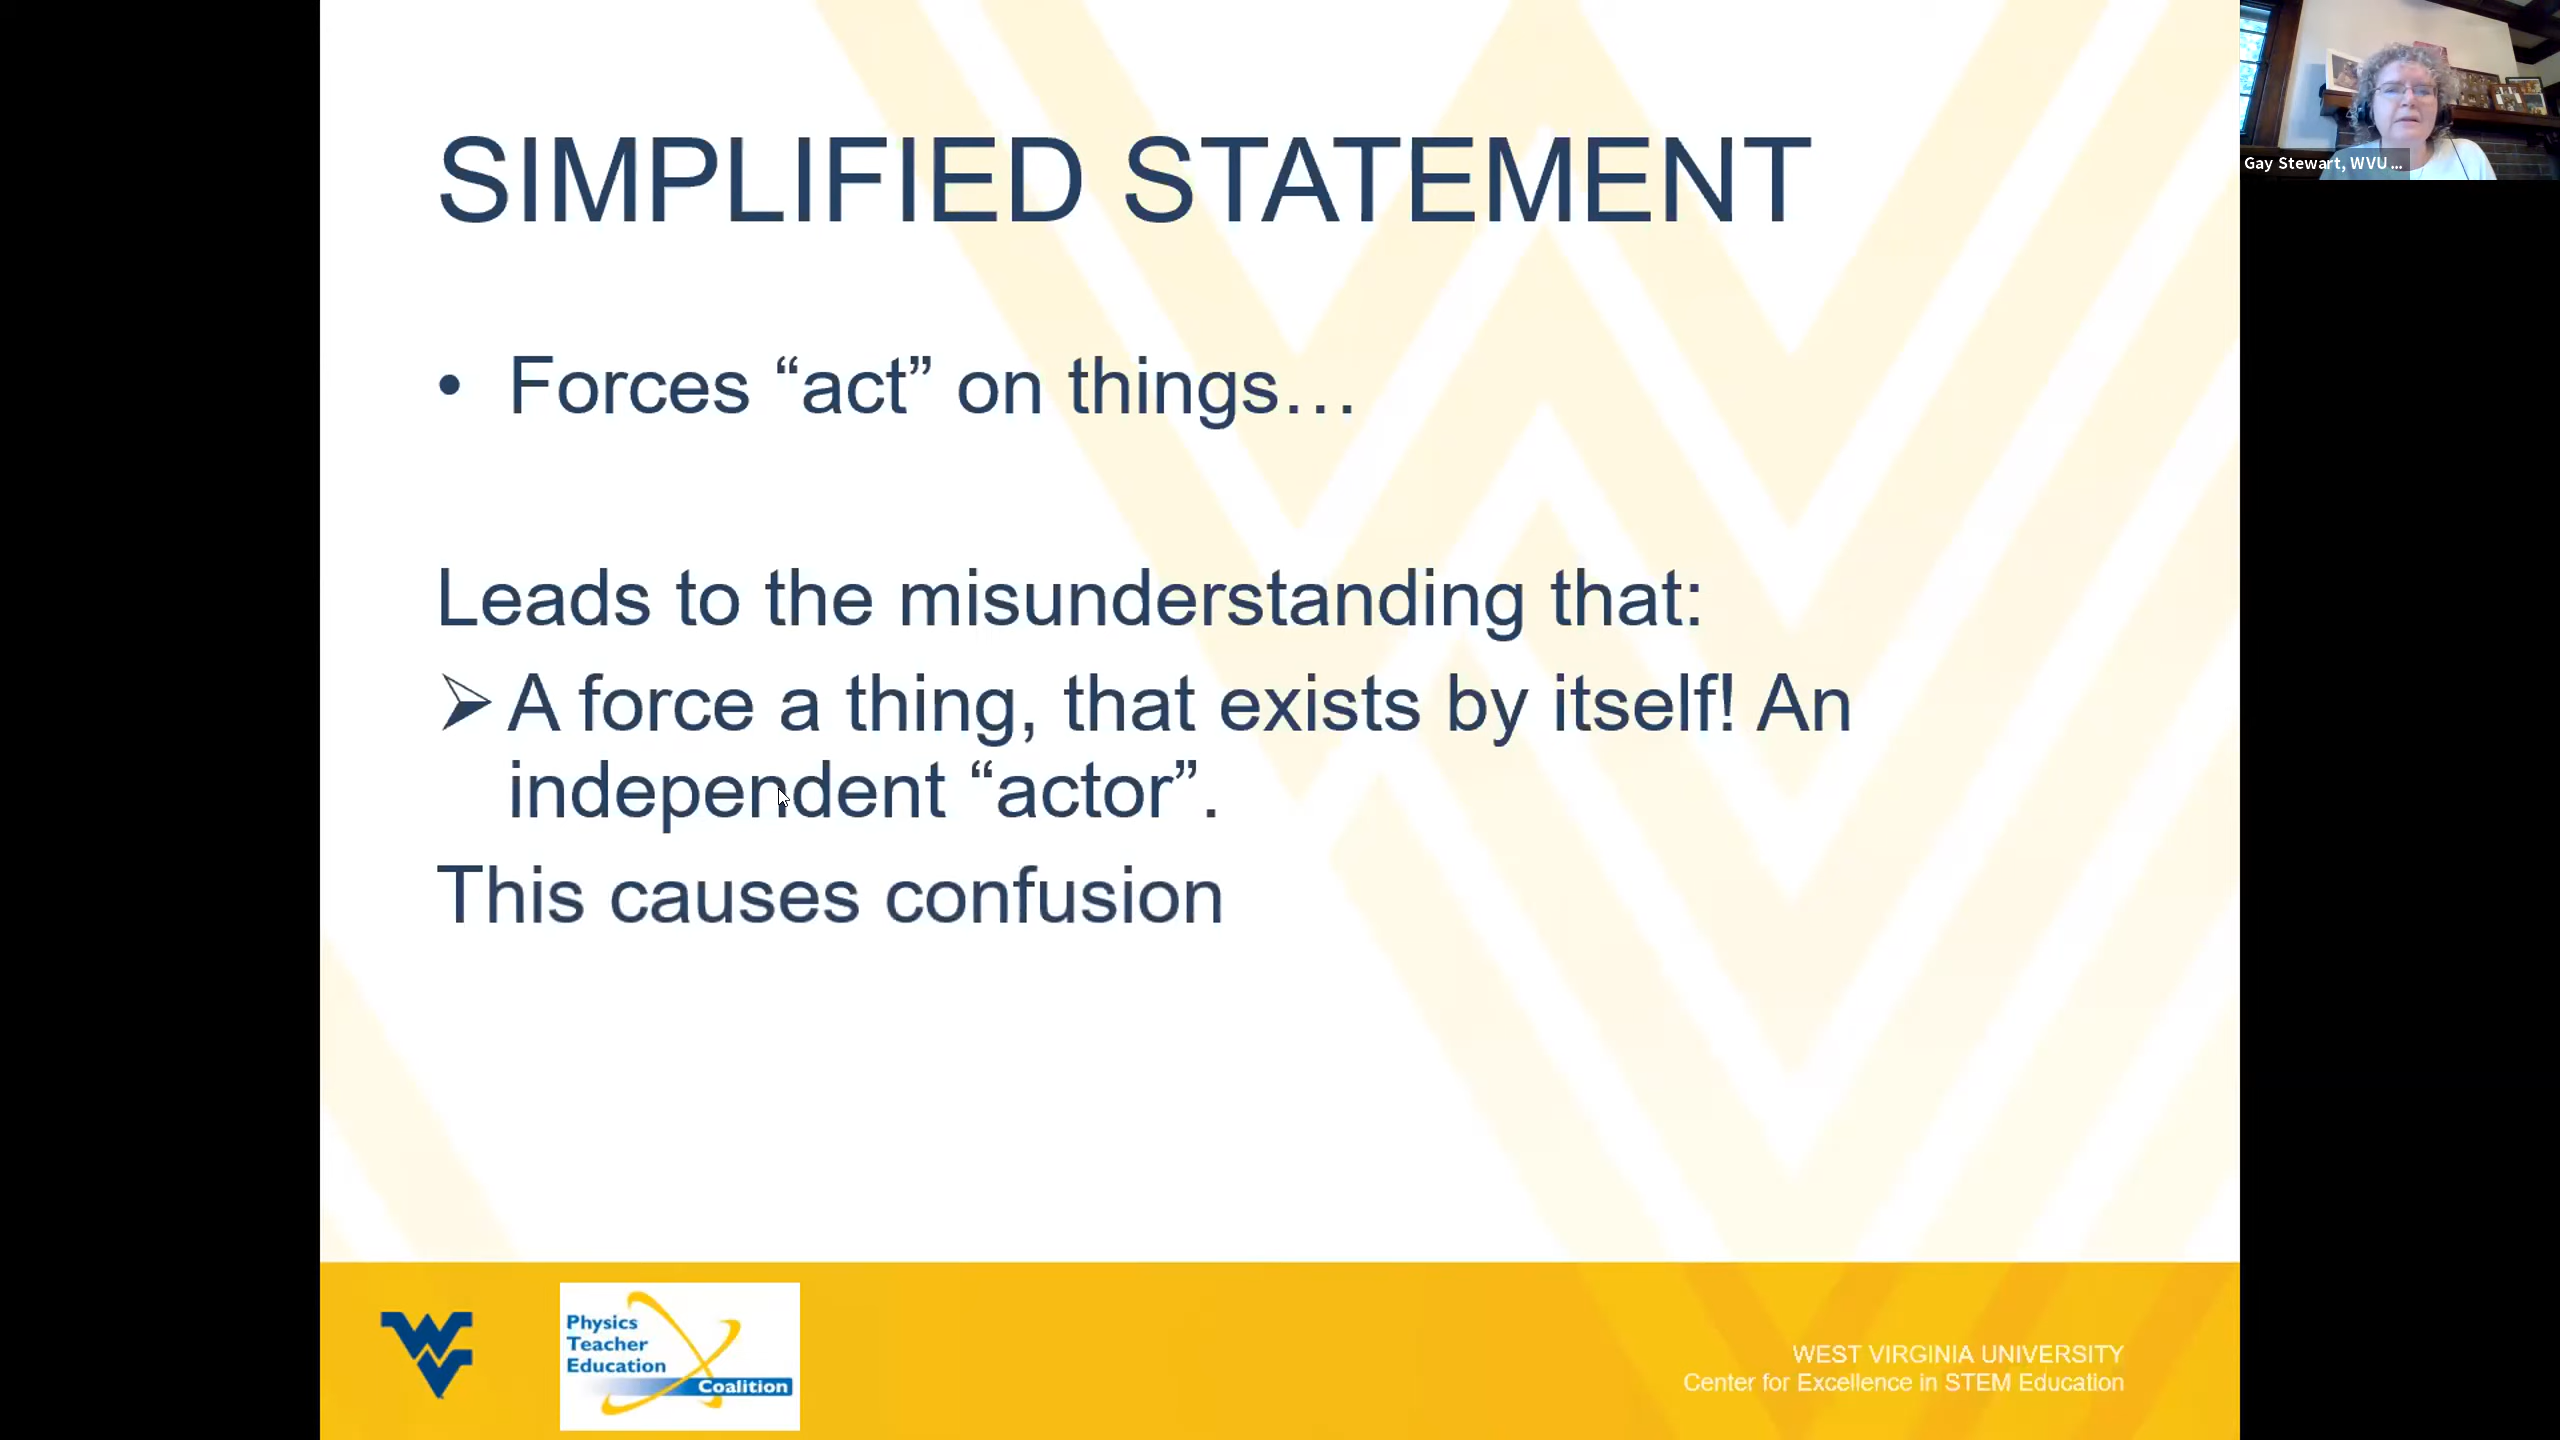 SIMPLIFIED STATEMENT
• Forces “act” on things…
Leads to the misunderstanding that:
➢ A force a thing, that exists by itself! An
independent “actor”.
This causes confusion
Gay Stewart, WVU ...
WV
Physics
Teacher
Education
Coalition
WEST VIRGINIA UNIVERSITY
Center for Excellence in STEM Education